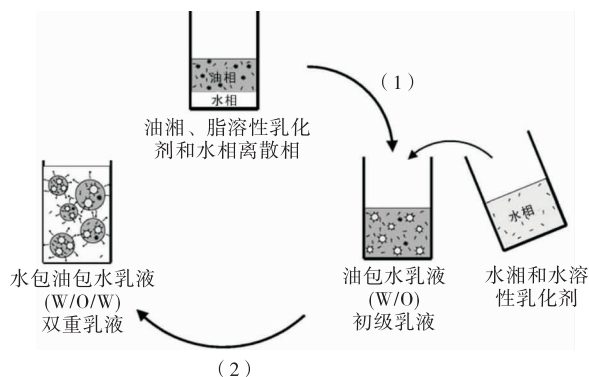 油相
水相
(1)
油湘、脂溶性乳化
剂和水相离散相
水相
水包油包水乳液
(W/O/W)
双重乳液
油包水乳液
(W/O)
初级乳液
水湘和水溶
性乳化剂
(2)